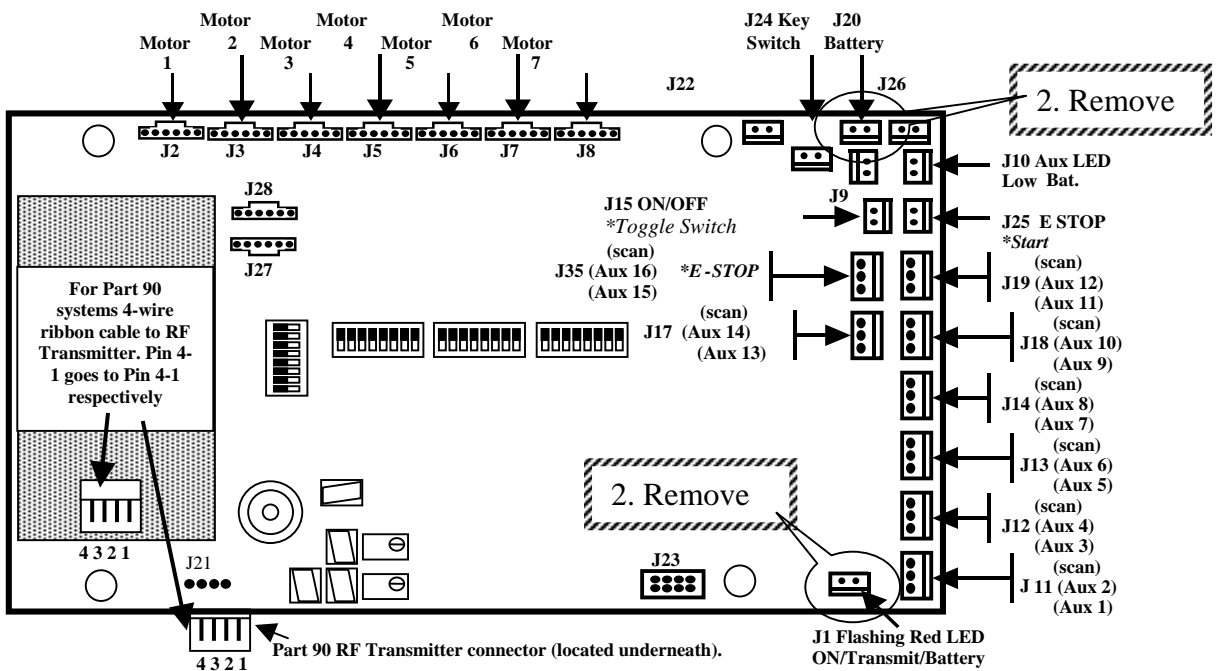 Motor 1
Motor 2
Motor 3
Motor 4
Motor 5
Motor 6
Motor 7
J22
J24 Key
Switch
J20
Battery
J26
2. Remove
J2
J3
J4
J5
J6
J7
J8
J10 Aux LED
Low Bat.
J28
J27
J15 ON/OFF
*Toggle Switch
J9
J25 E STOP
*Start
(scan)
J35 (Aux 16)
(Aux 15)
*E -STOP
(scan)
J19 (Aux 12)
(Aux 11)
(scan)
J17 (Aux 14)
(Aux 13)
(scan)
J18 (Aux 10)
(Aux 9)
For Part 90
systems 4-wire
ribbon cable to RF
Transmitter. Pin 4-
1 goes to Pin 4-1
respectively
(scan)
J14 (Aux 8)
(Aux 7)
(scan)
J13 (Aux 6)
(Aux 5)
2. Remove
(scan)
J12 (Aux 4)
(Aux 3)
4 3 2 1
J21
J23
(scan)
J 11 (Aux 2)
(Aux 1)
J1 Flashing Red LED
ON/Transmit/Battery
Part 90 RF Transmitter connector (located underneath).
4 3 2 1